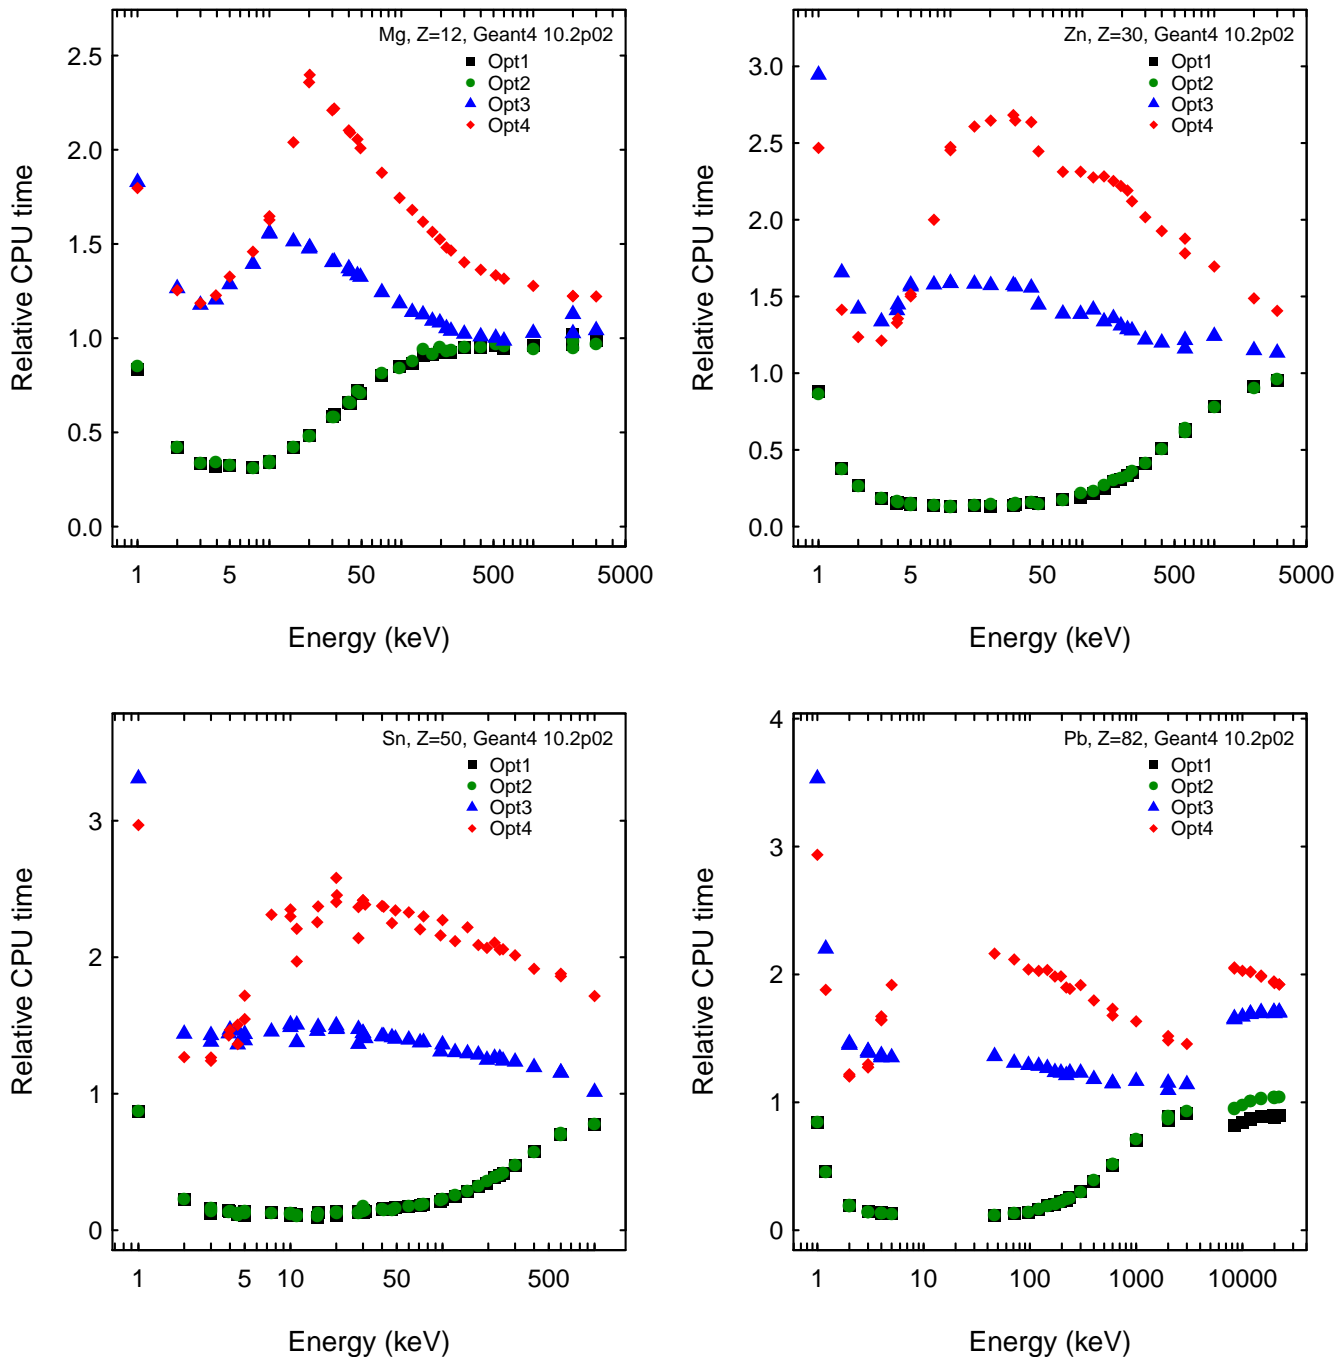 Mg, Z=12, Geant4 10.2p02
Opt1
Opt2
Opt3
Opt4
2.5
2.0
1.5
1.0
0.5
0.0
Relative CPU time
1 5 50 500 5000
Energy (keV)
Zn, Z=30, Geant4 10.2p02
Opt1
Opt2
Opt3
Opt4
3.0
2.5
2.0
1.5
1.0
0.5
0.0
Relative CPU time
1 5 50 500 5000
Energy (keV)
Sn, Z=50, Geant4 10.2p02
Opt1
Opt2
Opt3
Opt4
3
2
1
0
Relative CPU time
1 5 10 50 500
Energy (keV)
Pb, Z=82, Geant4 10.2p02
Opt1
Opt2
Opt3
Opt4
4
3
2
1
0
Relative CPU time
1 10 100 1000 10000
Energy (keV)